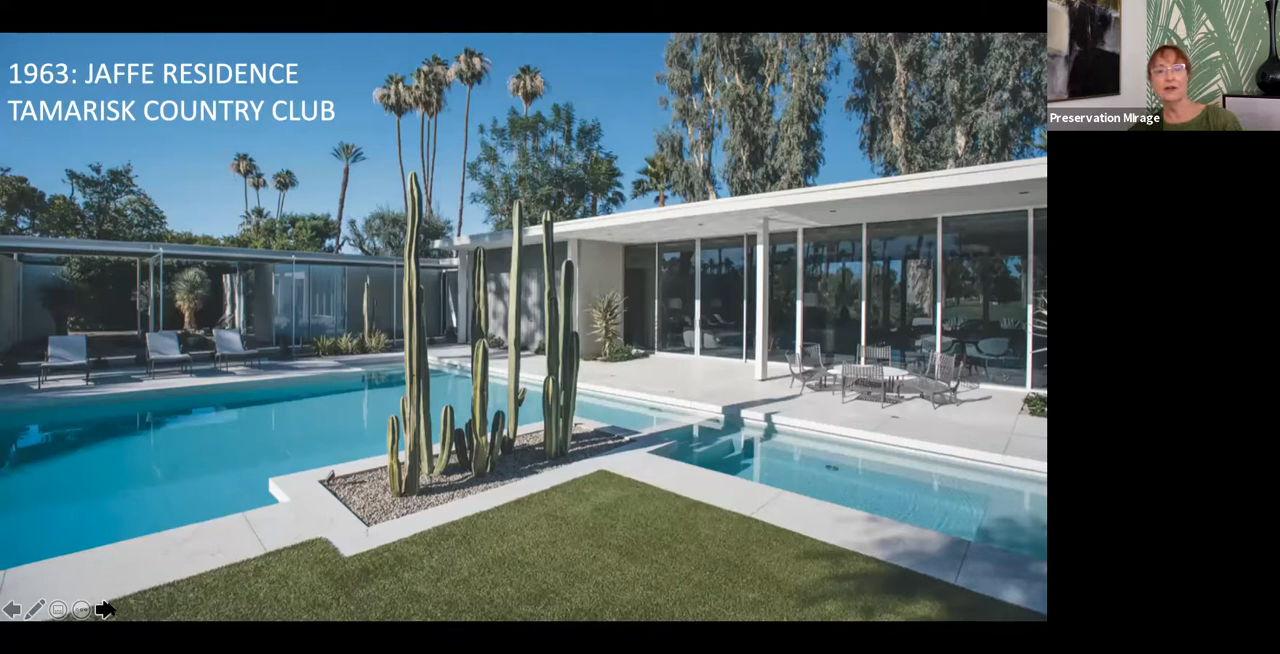 1963: JAFFE RESIDENCE
TAMARISK COUNTRY CLUB
Preservation MIrage